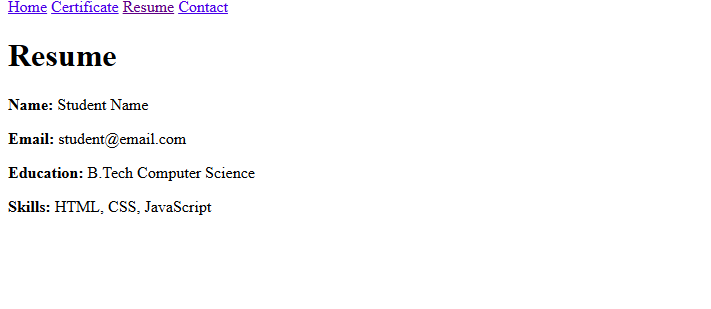 Home Certificate Resume Contact
Resume
Name: Student Name
Email: student@email.com
Education: B.Tech Computer Science
Skills: HTML, CSS, JavaScript